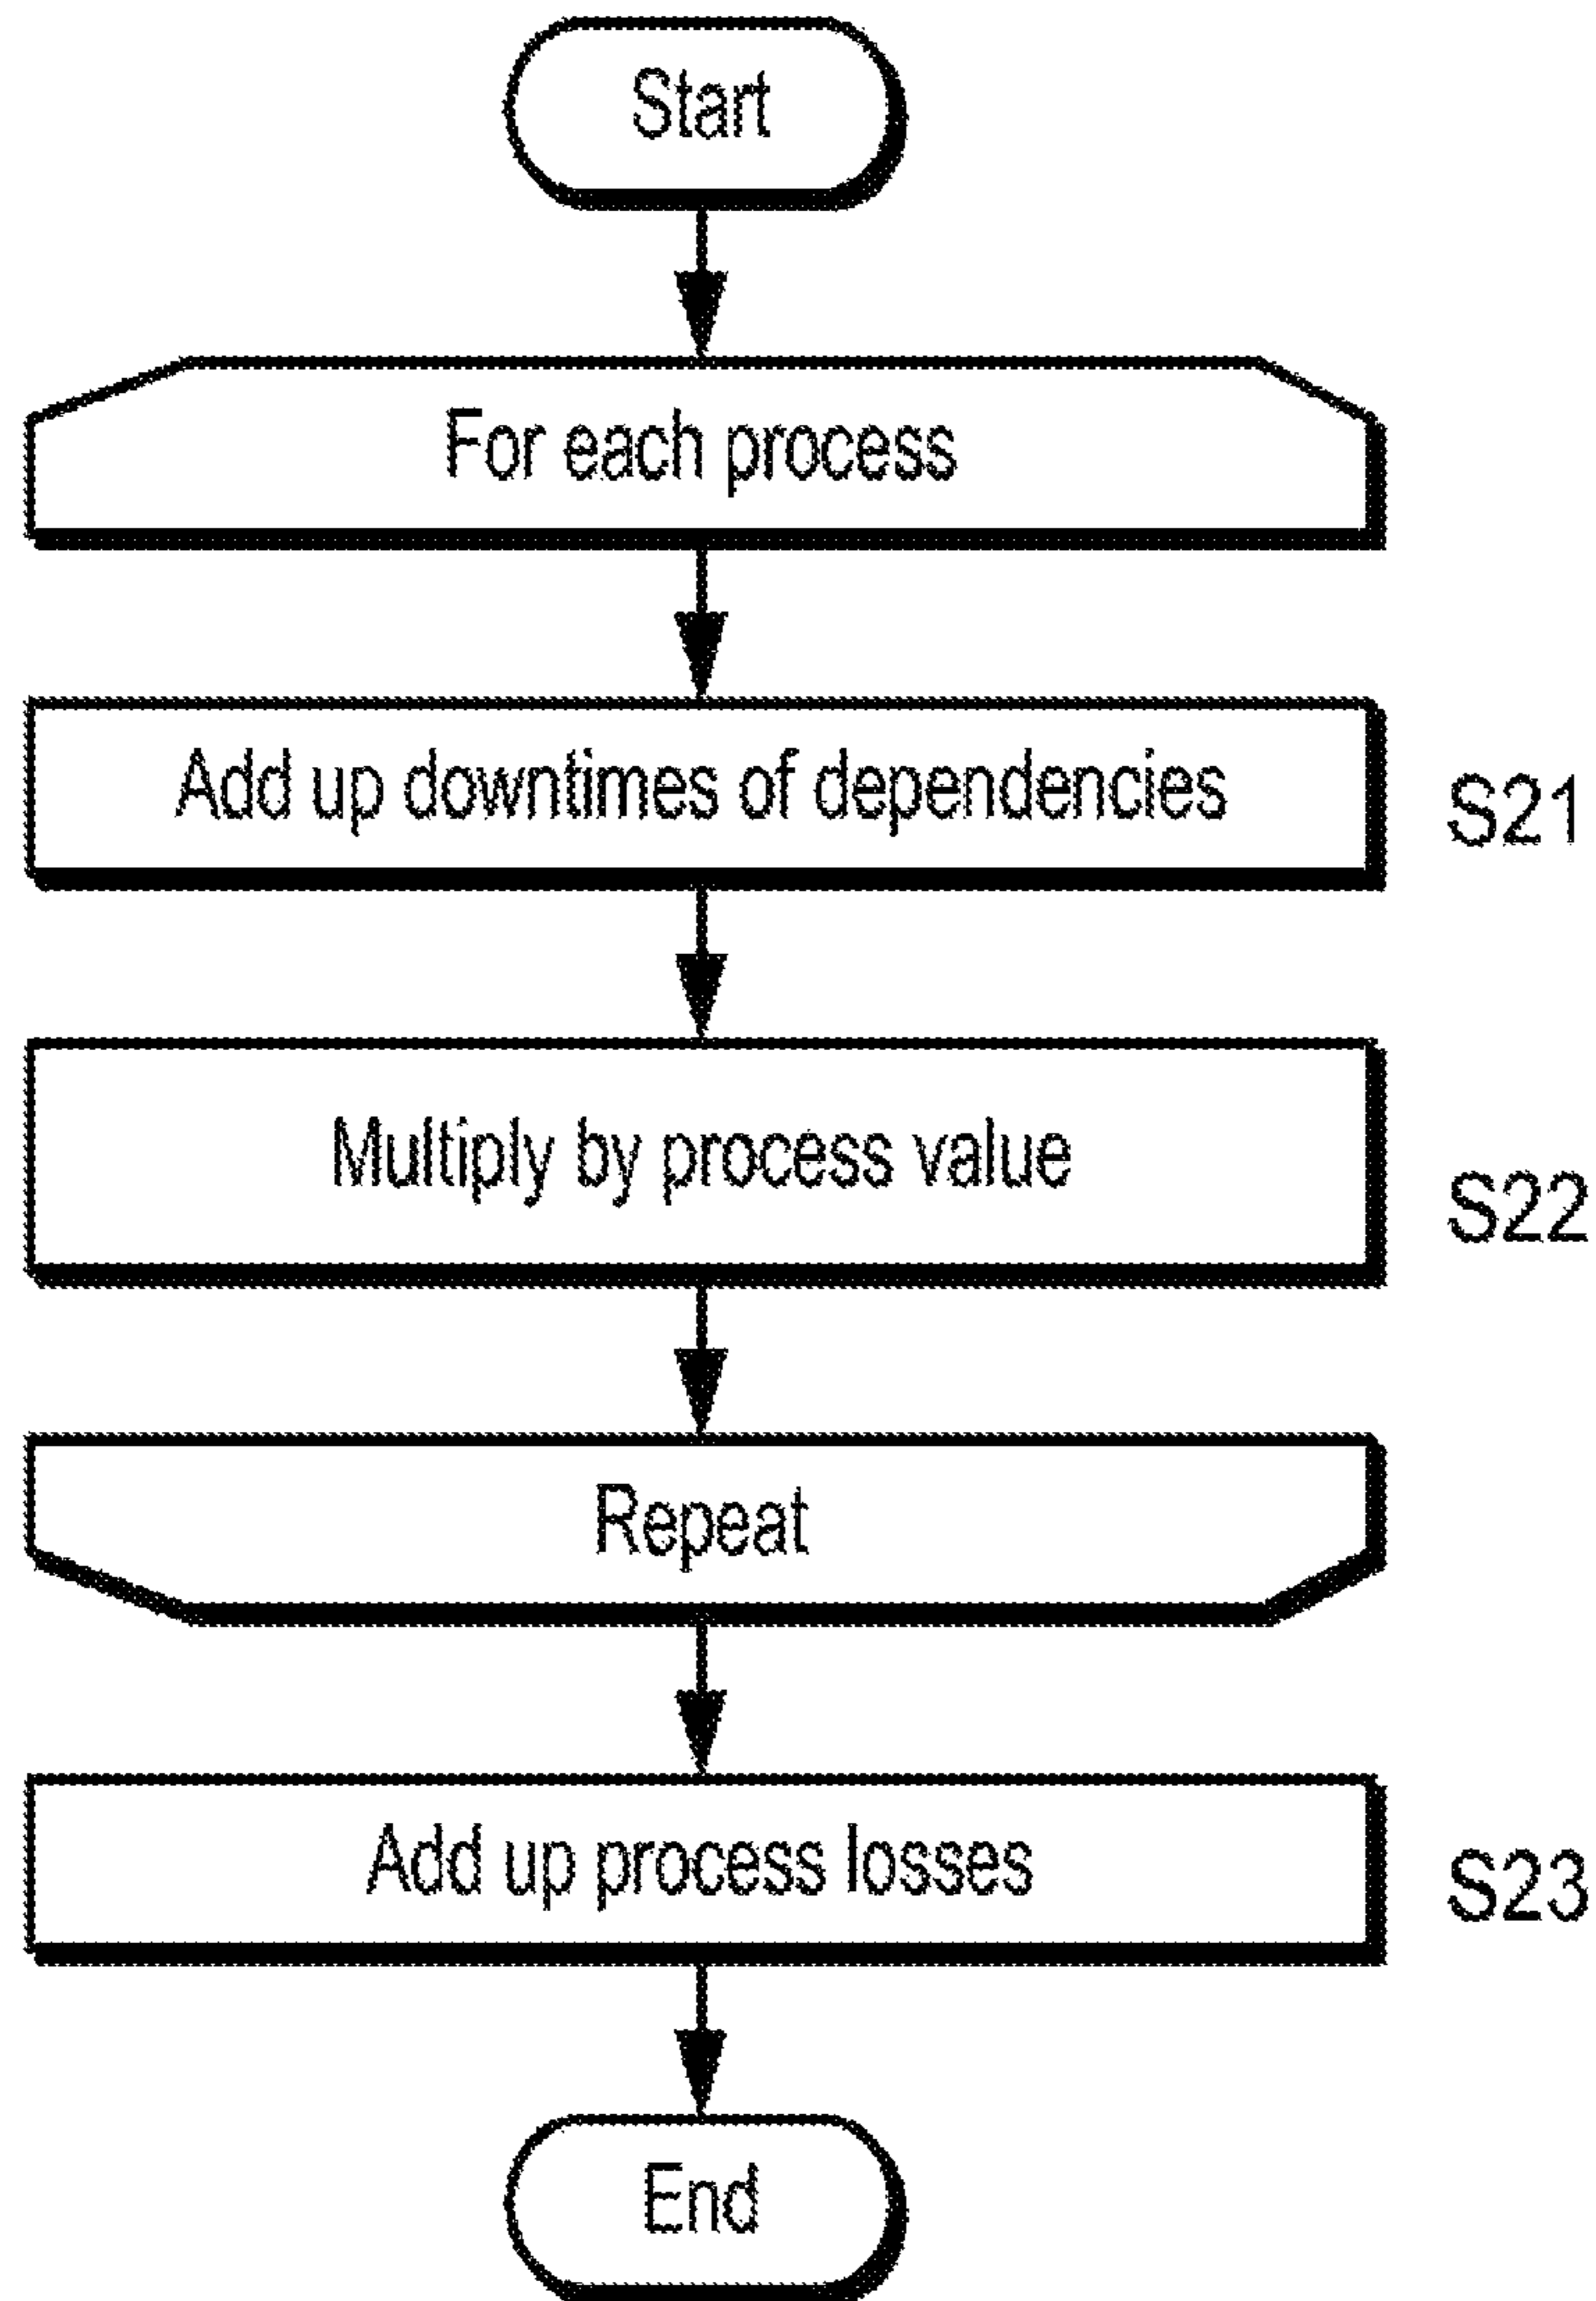 Start
For each process
Add up downtimes of dependencies
S21
Multiply by process value
S22
Repeat
Add up process losses
S23
End